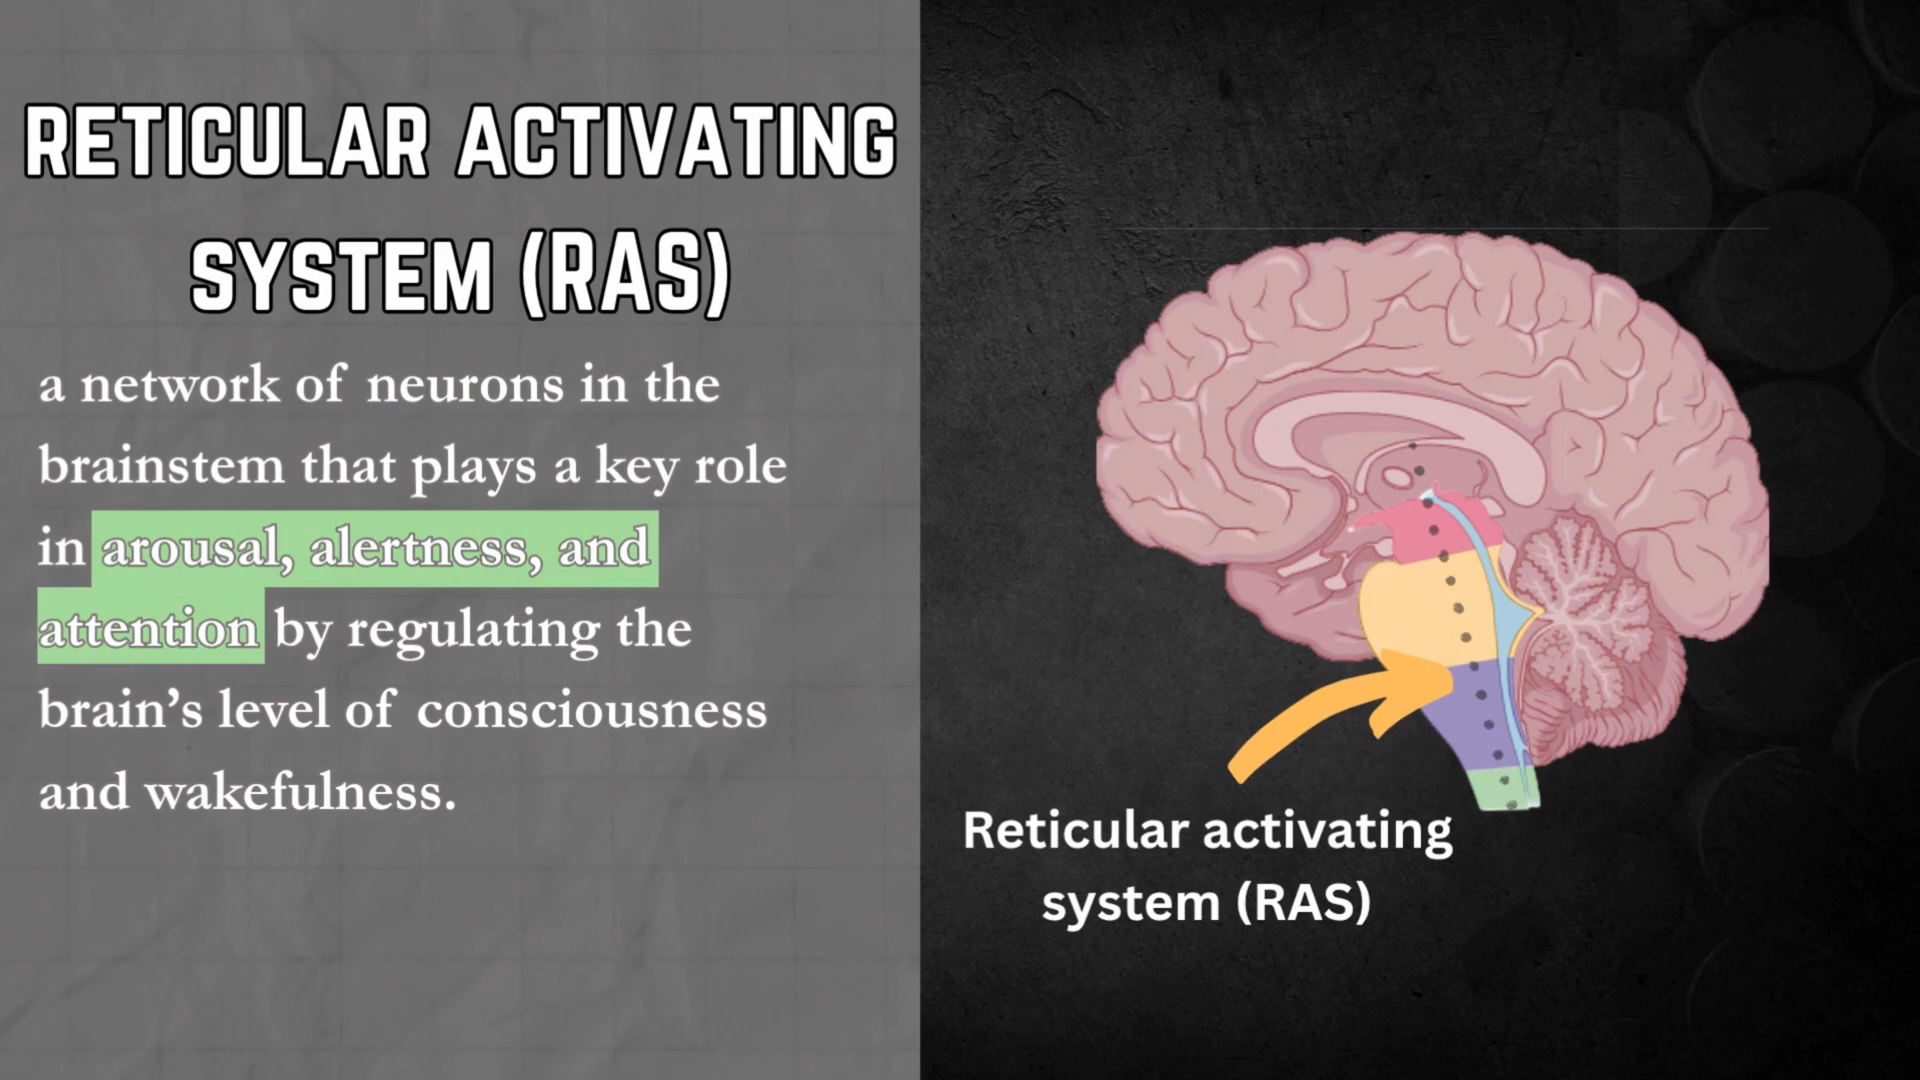 RETICULAR ACTIVATING
SYSTEM (RAS)
a network of neurons in the
brainstem that plays a key role
in arousal, alertness, and
attention by regulating the
brain’s level of consciousness
and wakefulness.
Reticular activating
system (RAS)